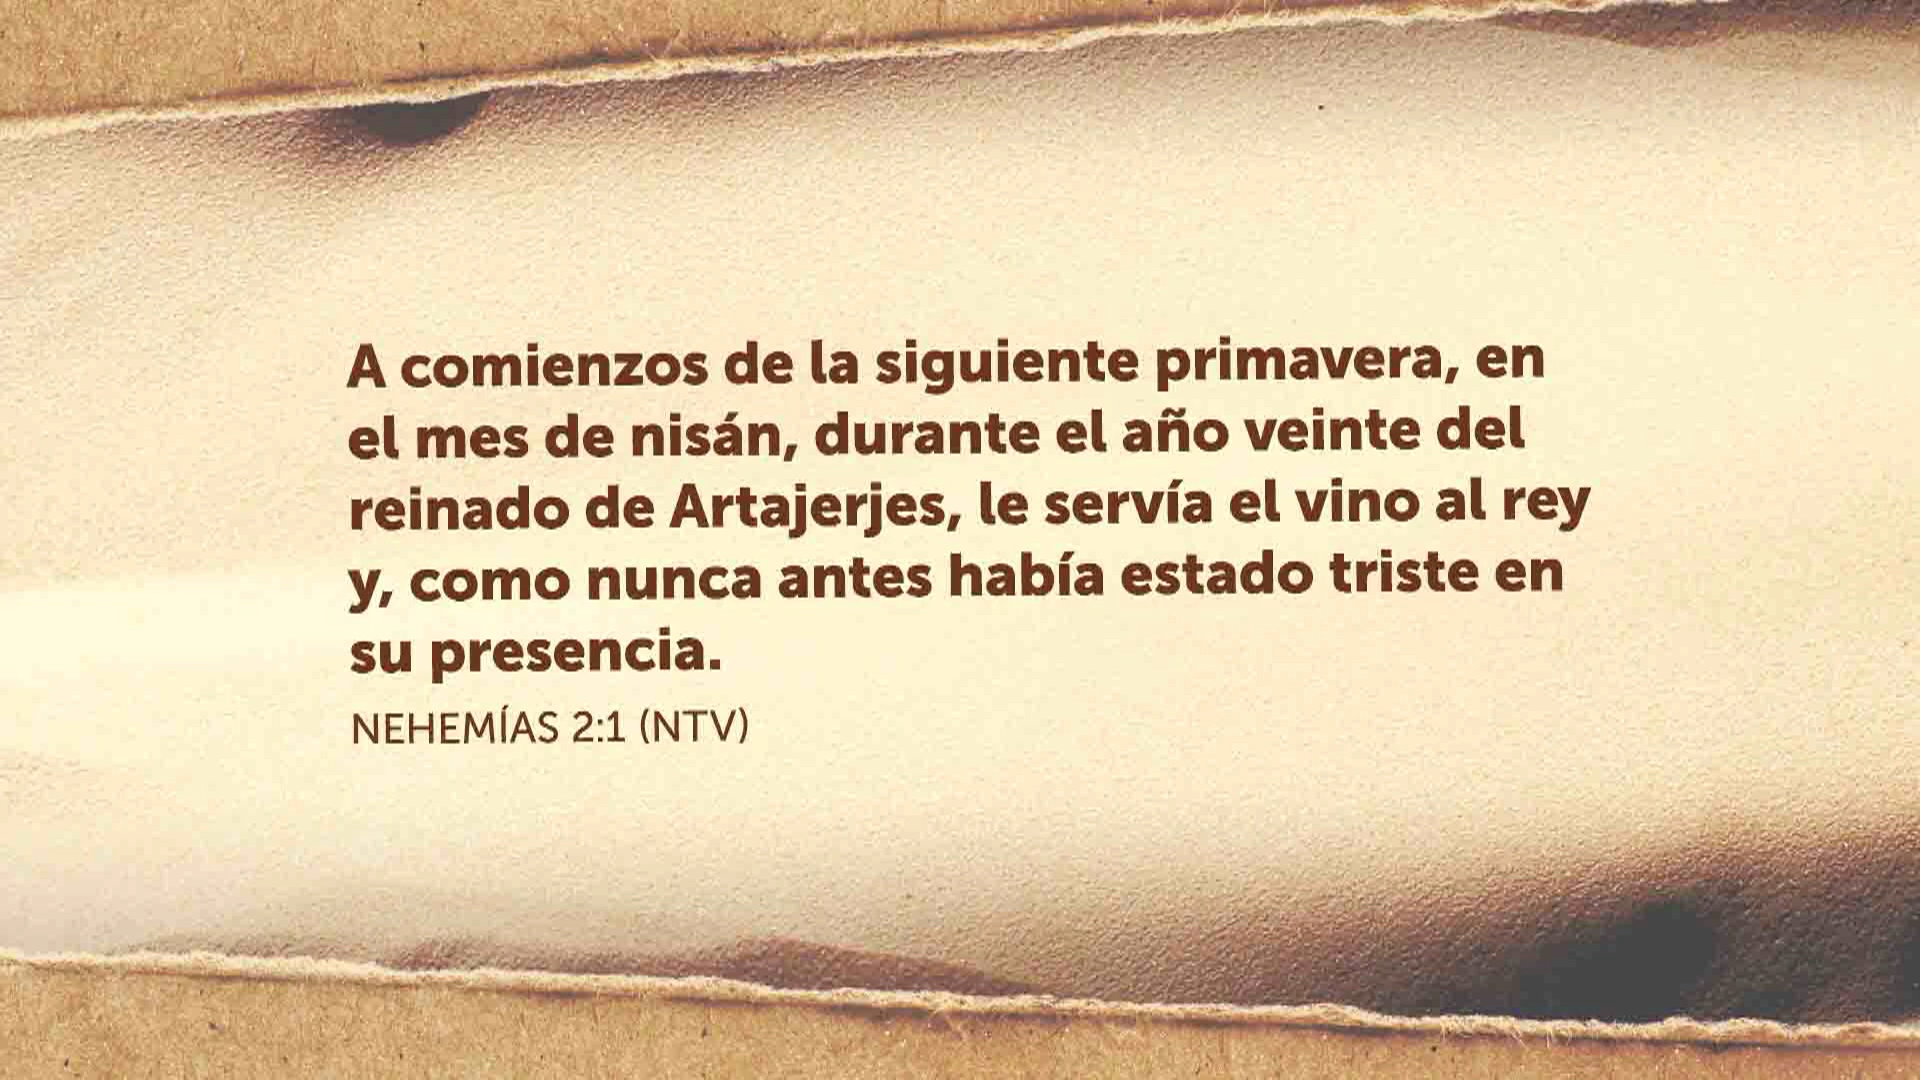 A comienzos de la siguiente primavera, en
el mes de nisán, durante el año veinte del
reinado de Artajerjes, le servía el vino al rey
y, como nunca antes había estado triste en
su presencia.
NEHEMÍAS 2:1 (NTV)